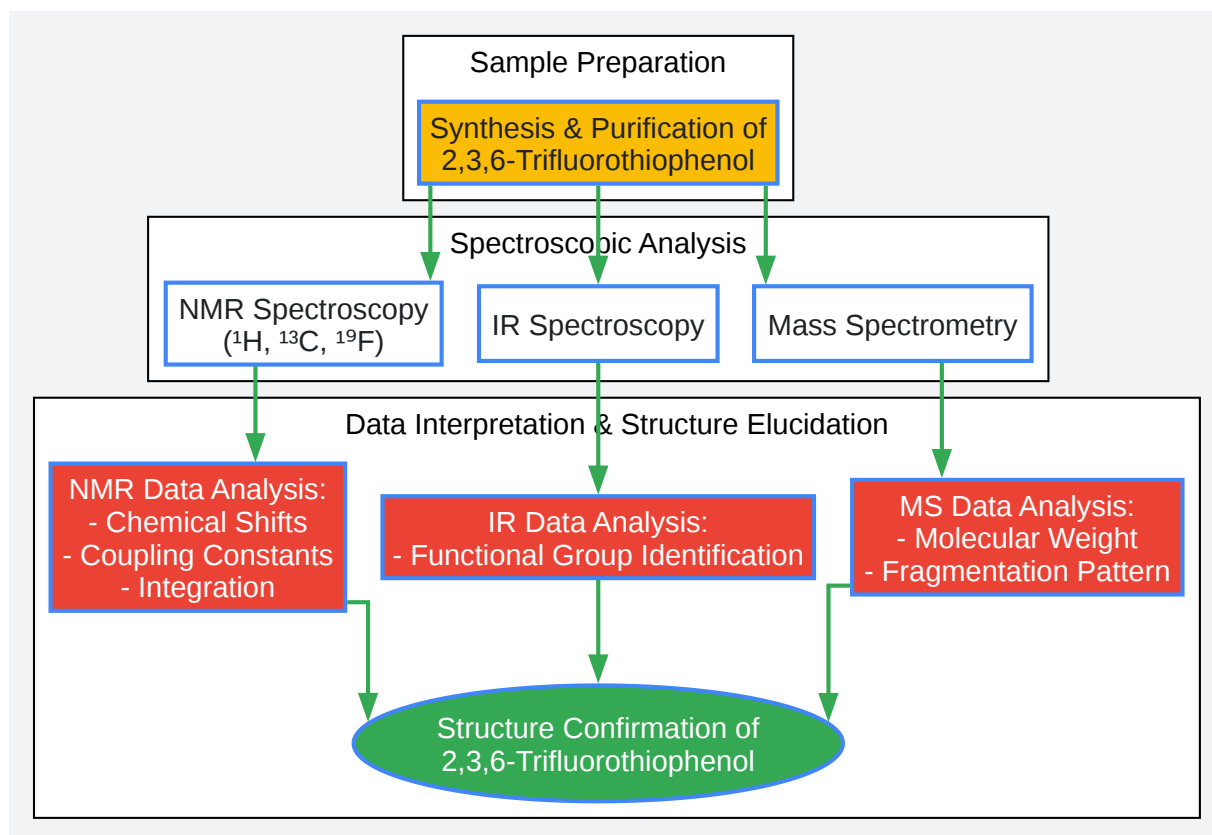 Sample Preparation
Synthesis & Purification of
2,3,6-Trifluorothiophenol
Spectroscopic Analysis
NMR Spectroscopy
(¹H, ¹³C, ¹⁹F)
IR Spectroscopy
Mass Spectrometry
Data Interpretation & Structure Elucidation
NMR Data Analysis:
- Chemical Shifts
- Coupling Constants
- Integration
IR Data Analysis:
- Functional Group Identification
MS Data Analysis:
- Molecular Weight
- Fragmentation Pattern
Structure Confirmation of
2,3,6-Trifluorothiophenol